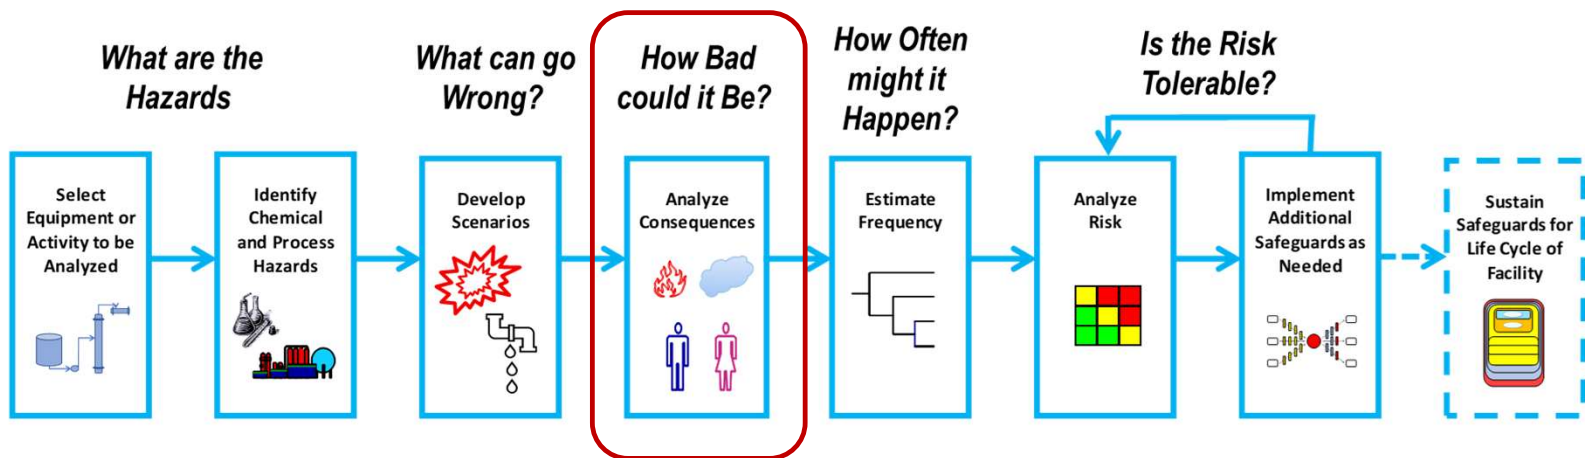 What are the
Hazards
What can go
Wrong?
How Bad
could it Be?
How Often
might it
Happen?
Is the Risk
Tolerable?
Select
Equipment or
Activity to be
Analyzed
Identify
Chemical
and Process
Hazards
Develop
Scenarios
Analyze
Consequences
Estimate
Frequency
Analyze
Risk
Implement
Additional
Safeguards as
Needed
Sustain
Safeguards for
Life Cycle of
Facility